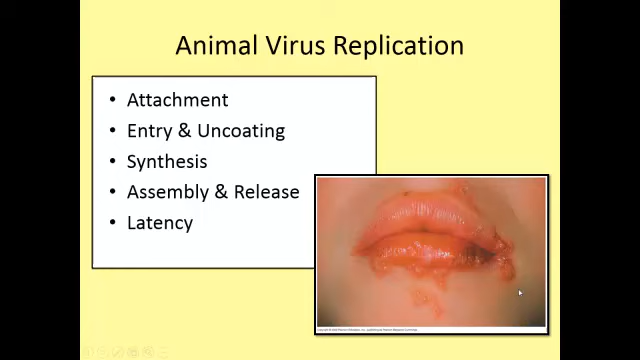 Animal Virus Replication
• Attachment
• Entry & Uncoating
• Synthesis
• Assembly & Release
• Latency